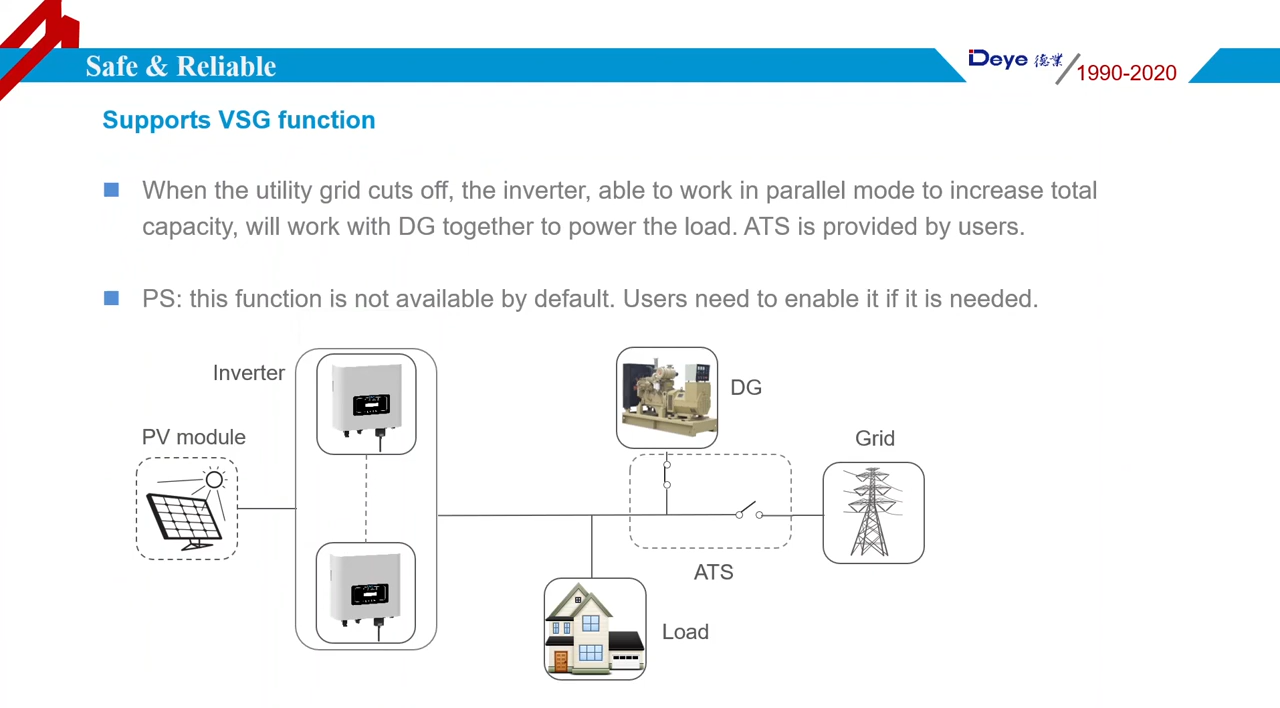 Safe & Reliable
Deye 德業
1990-2020
Supports VSG function
When the utility grid cuts off, the inverter, able to work in parallel mode to increase total
capacity, will work with DG together to power the load. ATS is provided by users.
PS: this function is not available by default. Users need to enable it if it is needed.
Inverter
DG
PV module
Grid
ATS
Load